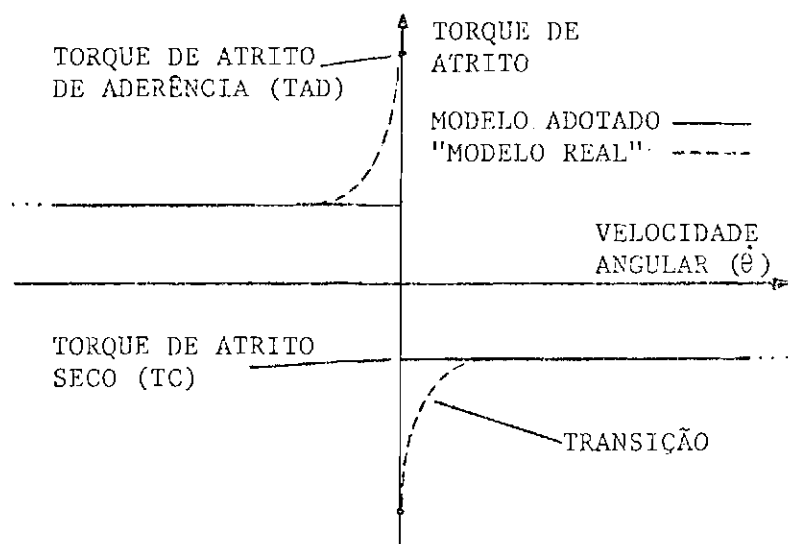 TORQUE DE ATRITO
DE ADERÊNCIA (TAD)
TORQUE DE
ATRITO
MODELO ADOTADO
"MODELO REAL"
VELOCIDADE
ANGULAR (θ̇)
TORQUE DE ATRITO
SECO (TC)
TRANSIÇÃO